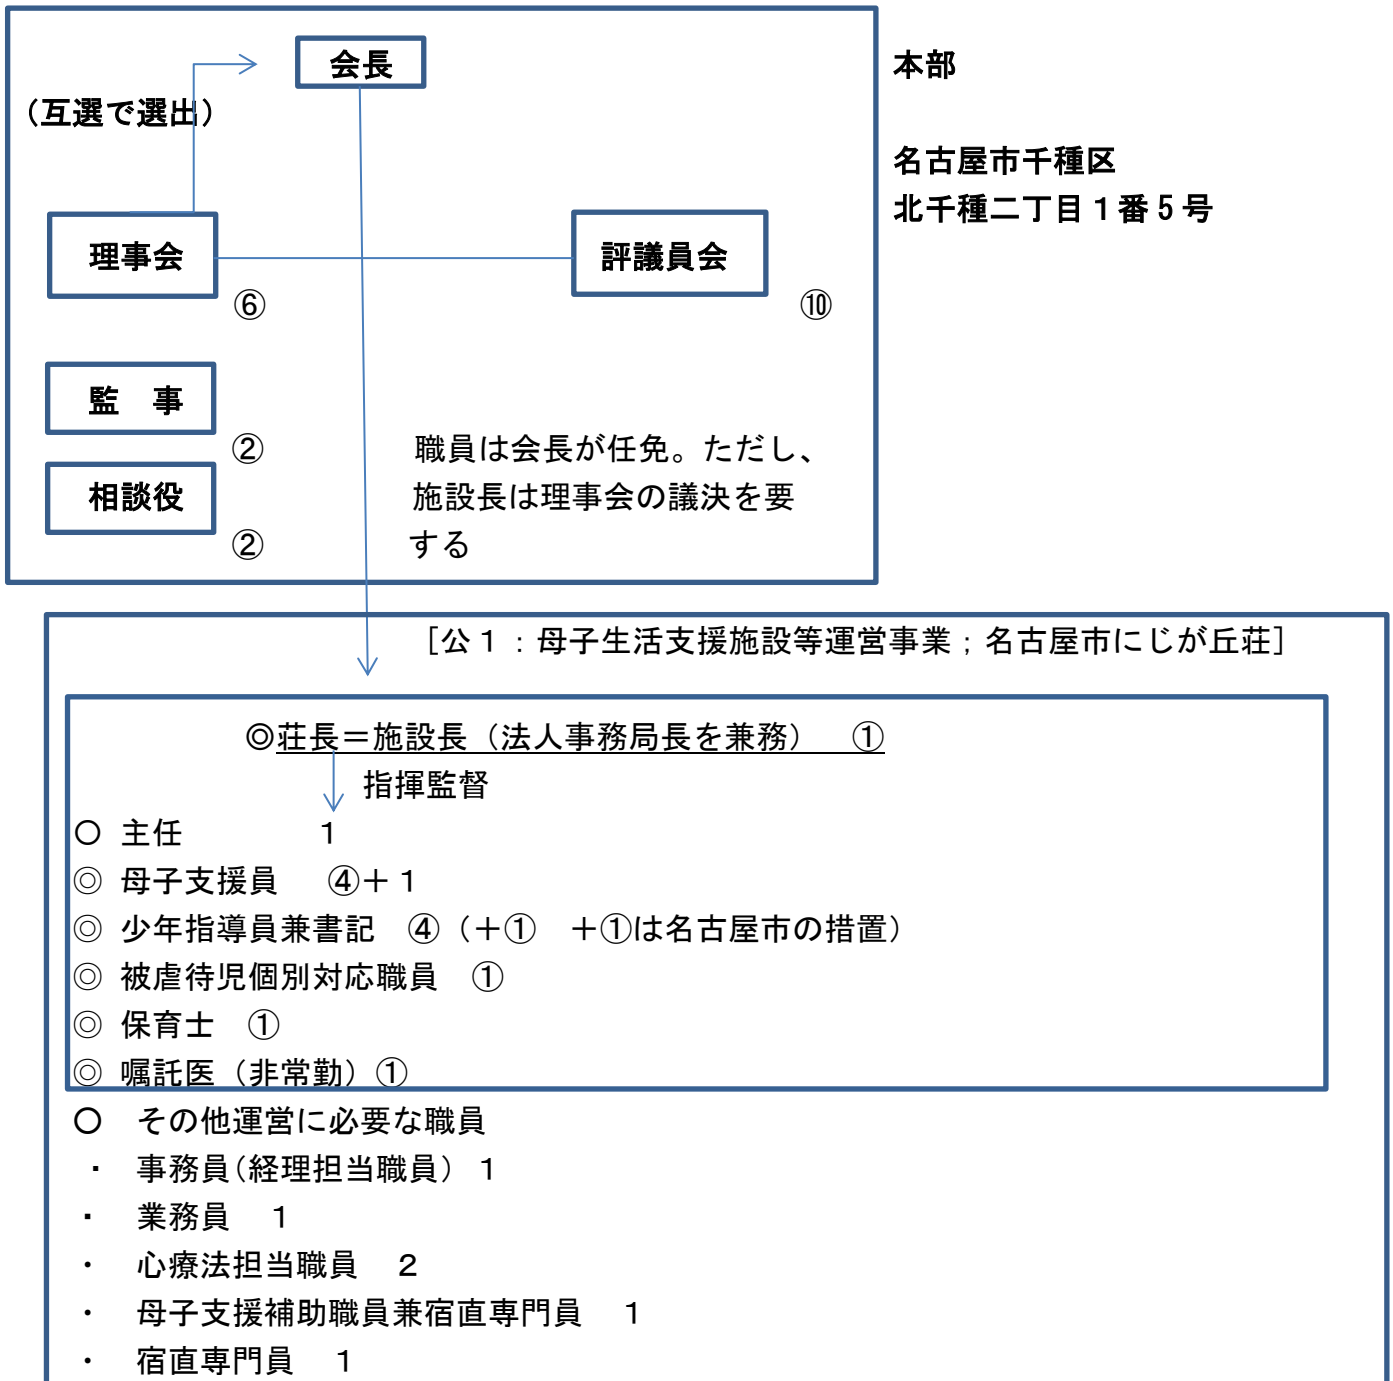 会長
本部
（互選で選出）
名古屋市千種区
北千種二丁目１番５号
理事会
評議員会
⑥
⑩
監　事
②
職員は会長が任免。ただし、
相談役
施設長は理事会の議決を要
②
する
［公１：母子生活支援施設等運営事業；名古屋市にじが丘荘］
◎荘長＝施設長（法人事務局長を兼務）　①
指揮監督
○ 主任　　　　１
◎ 母子支援員　④＋１
◎ 少年指導員兼書記　④（＋①　＋①は名古屋市の措置）
◎ 被虐待児個別対応職員　①
◎ 保育士　①
◎ 嘱託医（非常勤）①
○　その他運営に必要な職員
・　事務員（経理担当職員）１
・　業務員　１
・　心療法担当職員　２
・　母子支援補助職員兼宿直専門員　１
・　宿直専門員　１